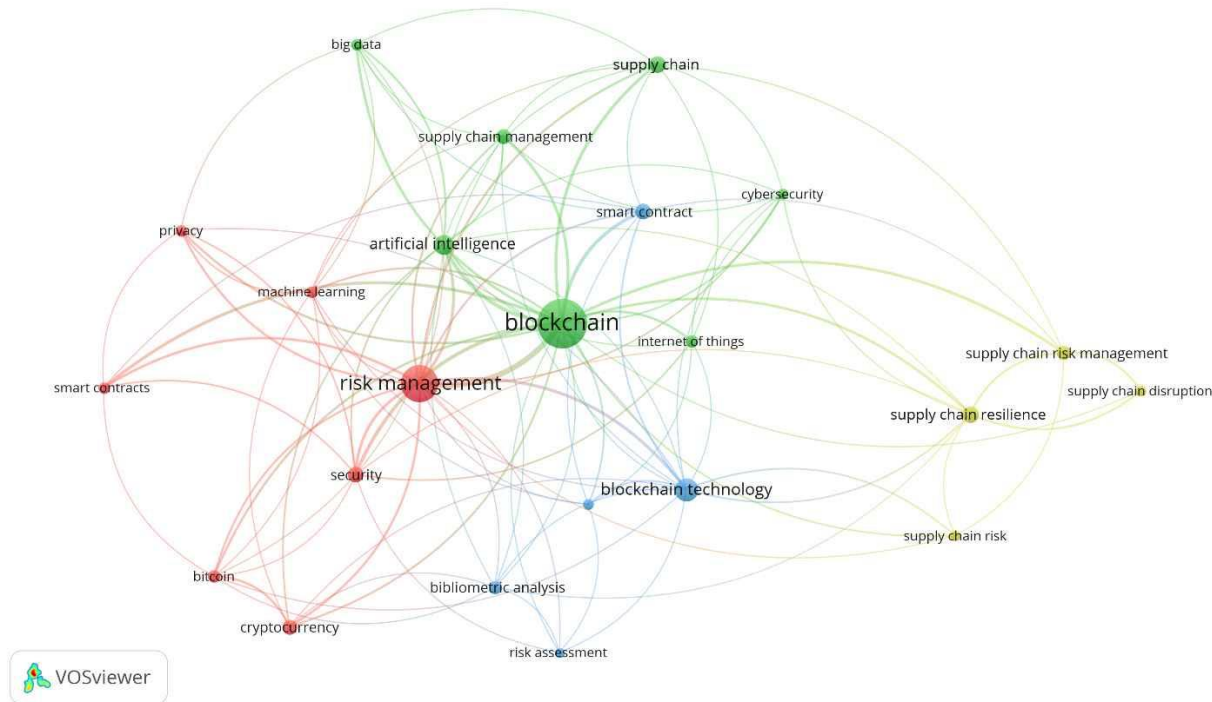 big data
supply chain
supply chain management
cybersecurity
smart contract
privacy
artificial intelligence
machine learning
blockchain
internet of things
supply chain risk management
risk management
smart contracts
supply chain disruption
supply chain resilience
security
blockchain technology
supply chain risk
bitcoin
bibliometric analysis
cryptocurrency
risk assessment
VOSviewer